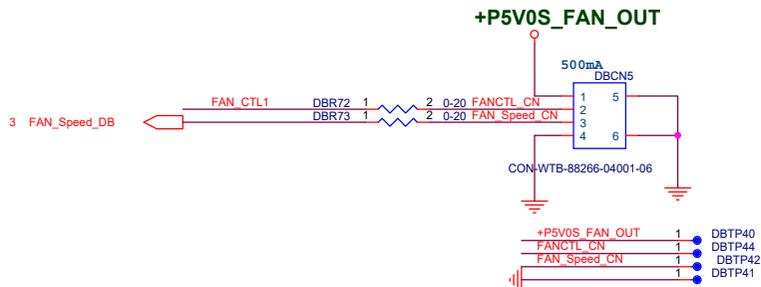 +P5V0S_FAN_OUT
500mA
DBCN5
FAN_CTL1 DBR72 1 2 0-20 FANCTL_CN 1 5
2
3 FAN_Speed_DB DBR73 1 2 0-20 FAN_Speed_CN 3
4 6
CON-WTB-88266-04001-06
+P5V0S_FAN_OUT 1 DBTP40
FANCTL_CN 1 DBTP44
FAN_Speed_CN 1 DBTP42
1 DBTP41